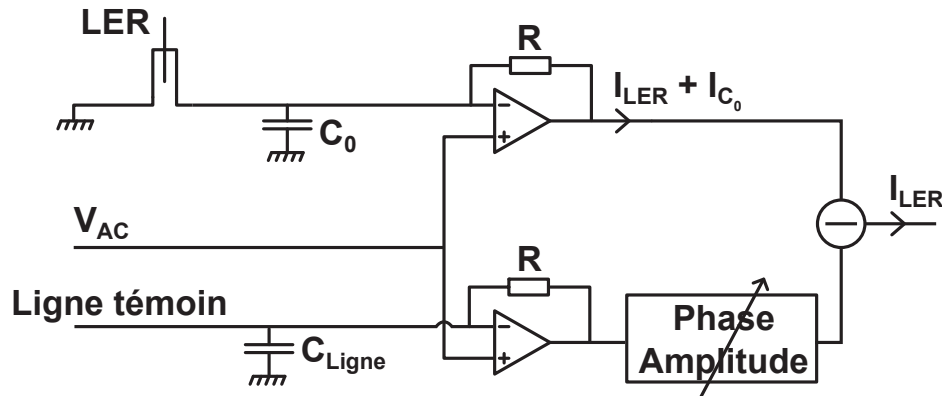 LER
R
I_LER + I_C₀
C₀
I_LER
V_AC
R
Ligne témoin
Phase
Amplitude
C_Ligne